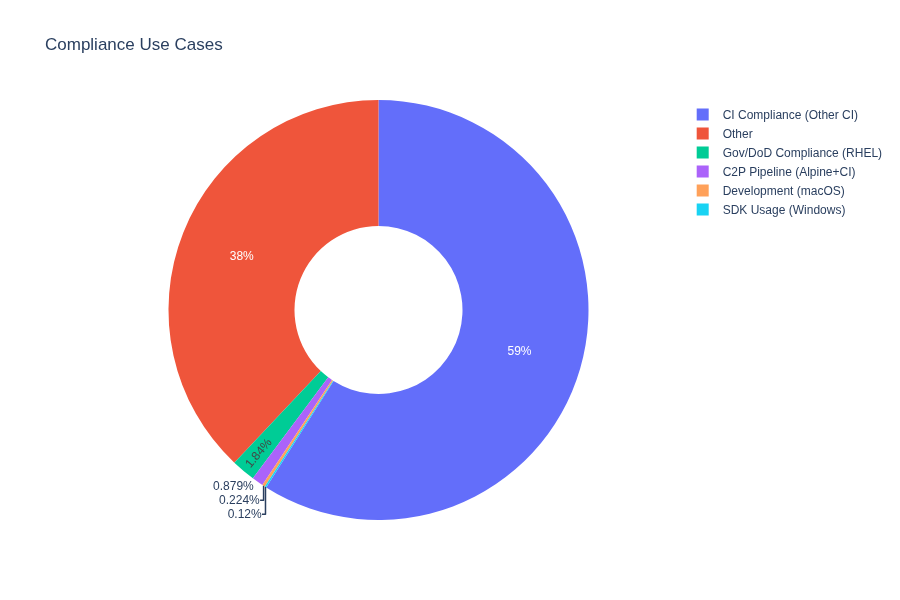 Compliance Use Cases
CI Compliance (Other CI)
Other
Gov/DoD Compliance (RHEL)
C2P Pipeline (Alpine+CI)
Development (macOS)
SDK Usage (Windows)
38%
59%
1.84%
0.879%
0.224%
0.12%